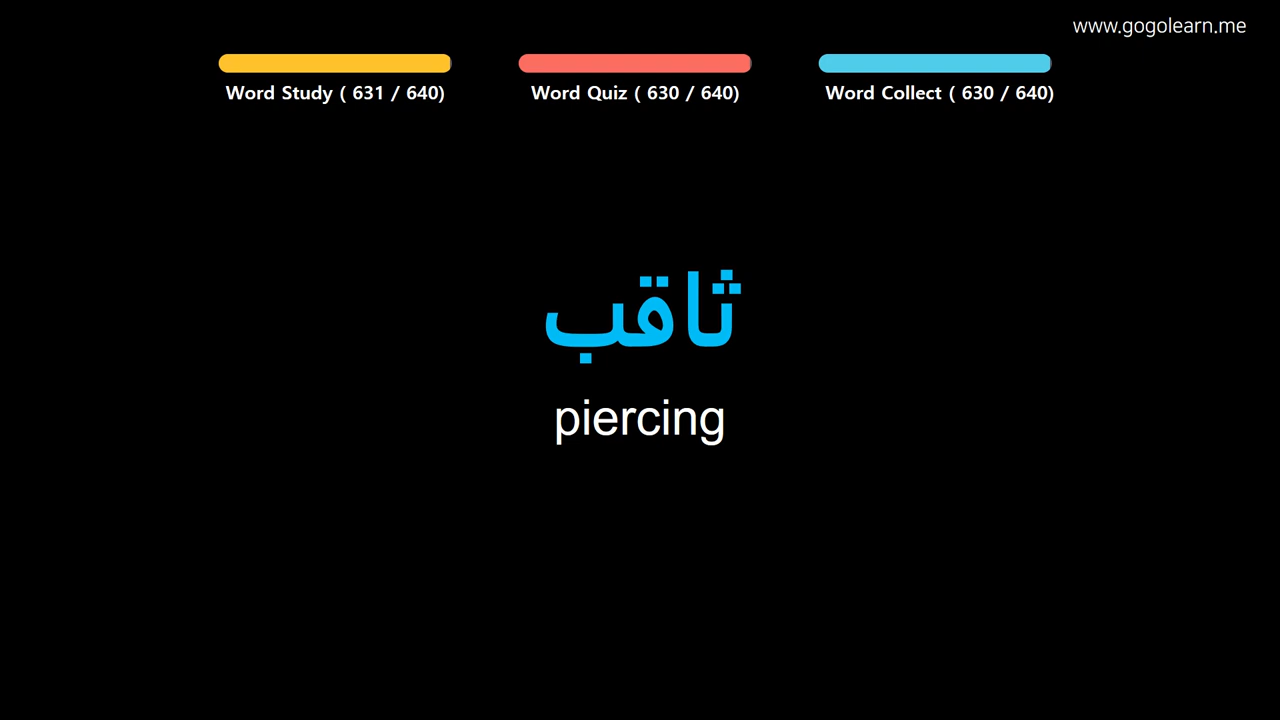 www.gogolearn.me
Word Study ( 631 / 640)
Word Quiz ( 630 / 640)
Word Collect ( 630 / 640)
ثاقب
piercing